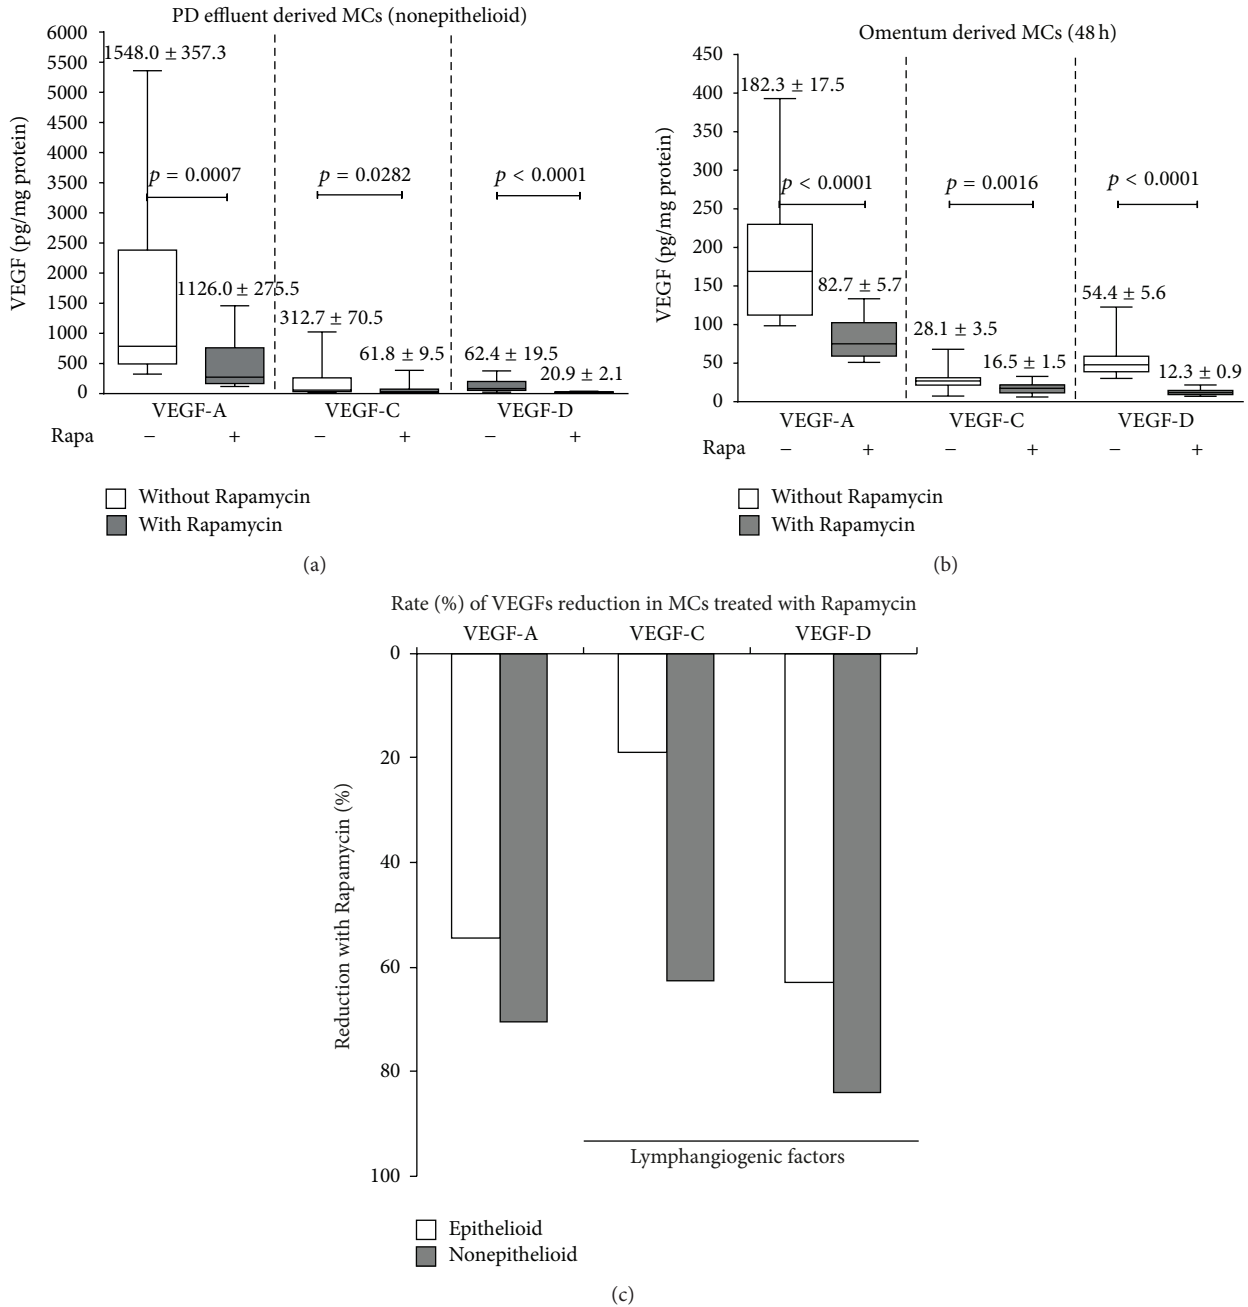 PD effluent derived MCs (nonepithelioid)
VEGF (pg/mg protein)
6000
5500
5000
4500
4000
3500
3000
2500
2000
1500
1000
500
0
1548.0 ± 357.3
p = 0.0007
1126.0 ± 275.5
p = 0.0282
312.7 ± 70.5
61.8 ± 9.5
p < 0.0001
62.4 ± 19.5
20.9 ± 2.1
VEGF-A VEGF-C VEGF-D
Rapa − + − + − +
Without Rapamycin
With Rapamycin
(a)
Omentum derived MCs (48 h)
VEGF (pg/mg protein)
450
400
350
300
250
200
150
100
50
0
182.3 ± 17.5
p < 0.0001
82.7 ± 5.7
p = 0.0016
28.1 ± 3.5
16.5 ± 1.5
p < 0.0001
54.4 ± 5.6
12.3 ± 0.9
VEGF-A VEGF-C VEGF-D
Rapa − + − + − +
Without Rapamycin
With Rapamycin
(b)
Rate (%) of VEGFs reduction in MCs treated with Rapamycin
VEGF-A VEGF-C VEGF-D
Reduction with Rapamycin (%)
0
20
40
60
80
100
Lymphangiogenic factors
Epithelioid
Nonepithelioid
(c)